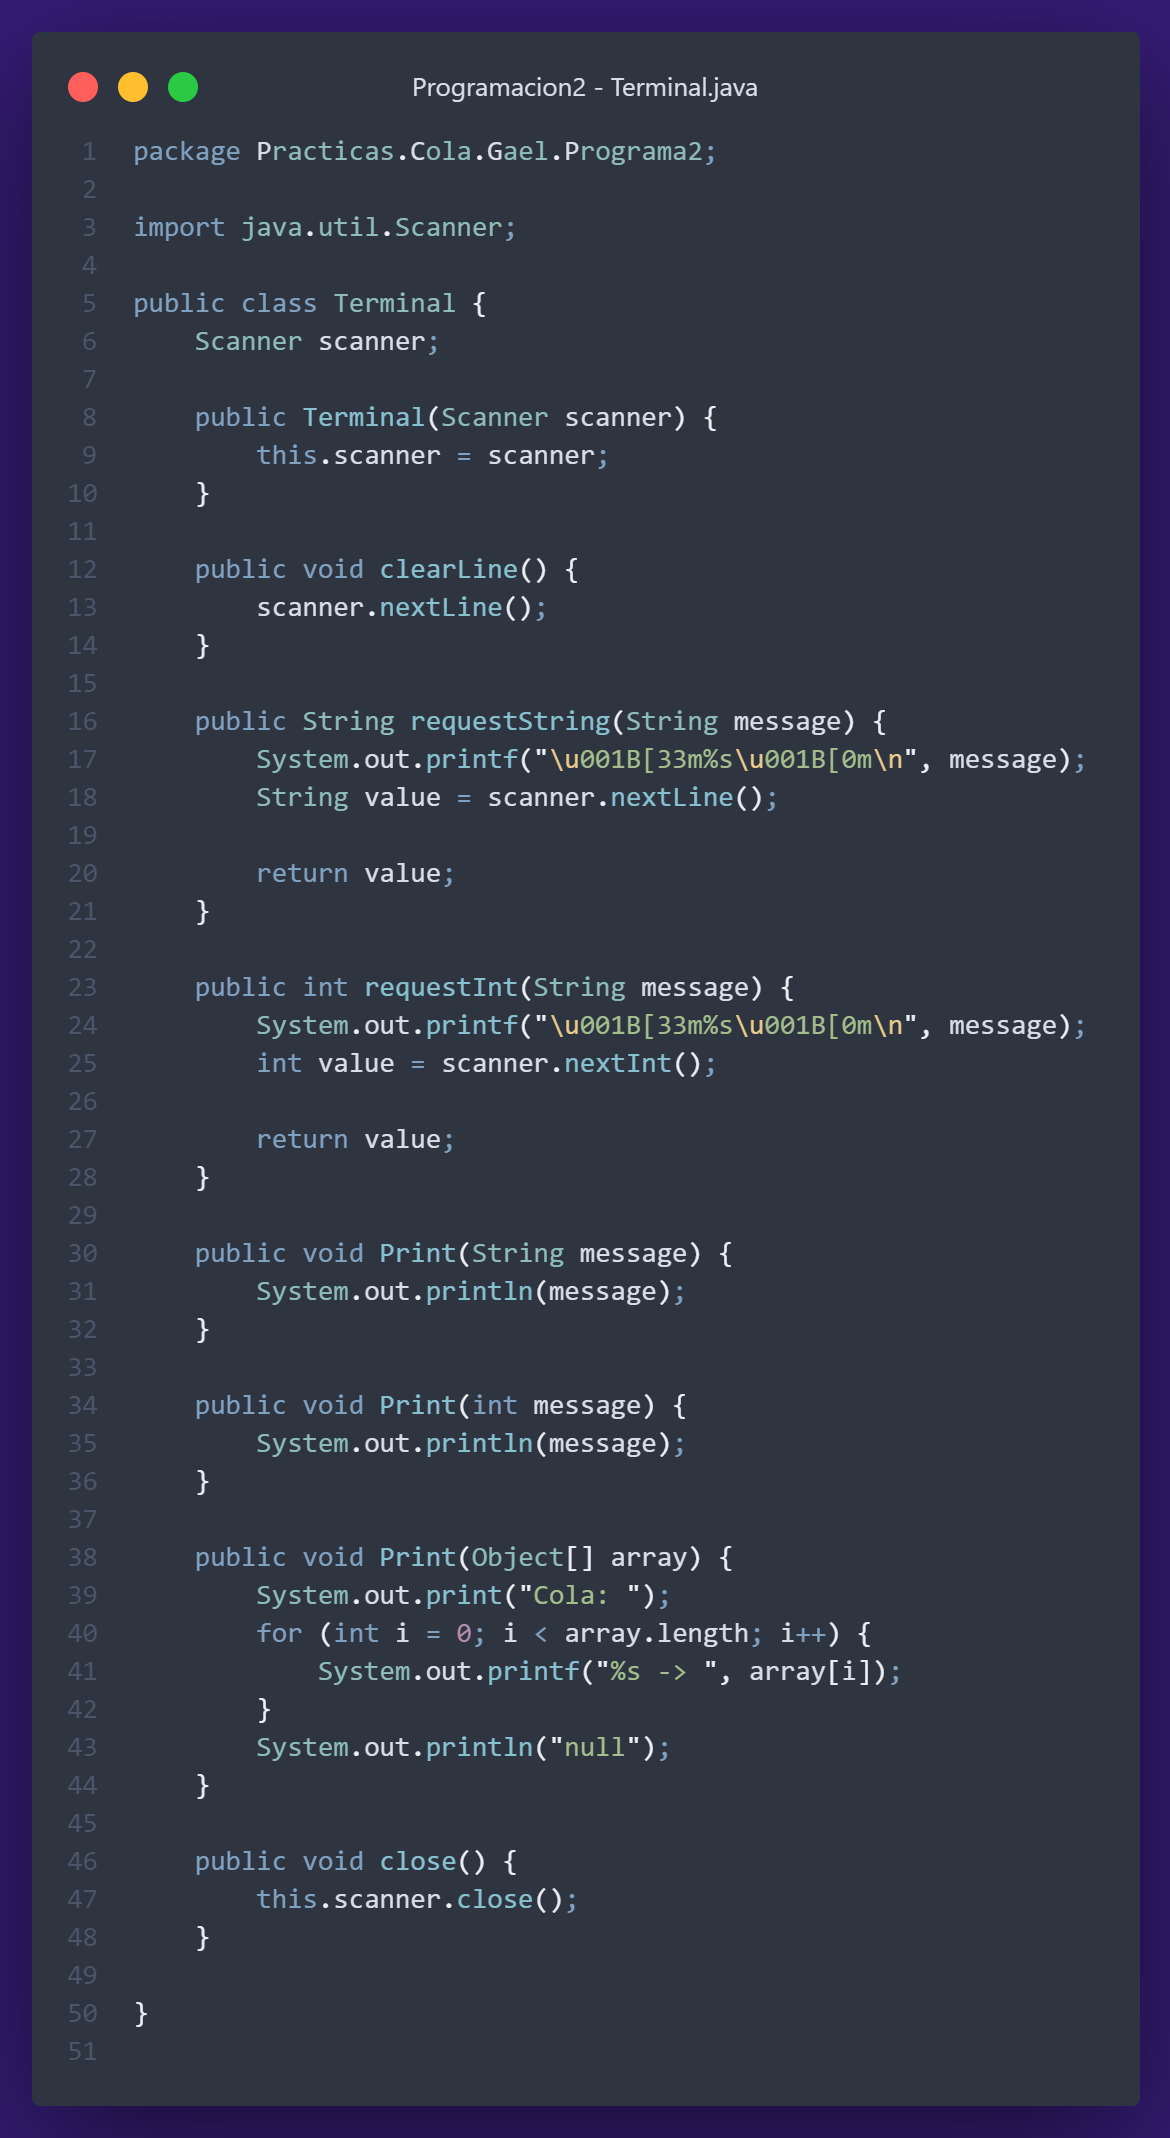 Programacion2 - Terminal.java
1 package Practicas.Cola.Gael.Programa2;
2
3 import java.util.Scanner;
4
5 public class Terminal {
6     Scanner scanner;
7
8     public Terminal(Scanner scanner) {
9         this.scanner = scanner;
10     }
11
12     public void clearLine() {
13         scanner.nextLine();
14     }
15
16     public String requestString(String message) {
17         System.out.printf("\u001B[33m%s\u001B[0m\n", message);
18         String value = scanner.nextLine();
19
20         return value;
21     }
22
23     public int requestInt(String message) {
24         System.out.printf("\u001B[33m%s\u001B[0m\n", message);
25         int value = scanner.nextInt();
26
27         return value;
28     }
29
30     public void Print(String message) {
31         System.out.println(message);
32     }
33
34     public void Print(int message) {
35         System.out.println(message);
36     }
37
38     public void Print(Object[] array) {
39         System.out.print("Cola: ");
40         for (int i = 0; i < array.length; i++) {
41             System.out.printf("%s -> ", array[i]);
42         }
43         System.out.println("null");
44     }
45
46     public void close() {
47         this.scanner.close();
48     }
49
50 }
51